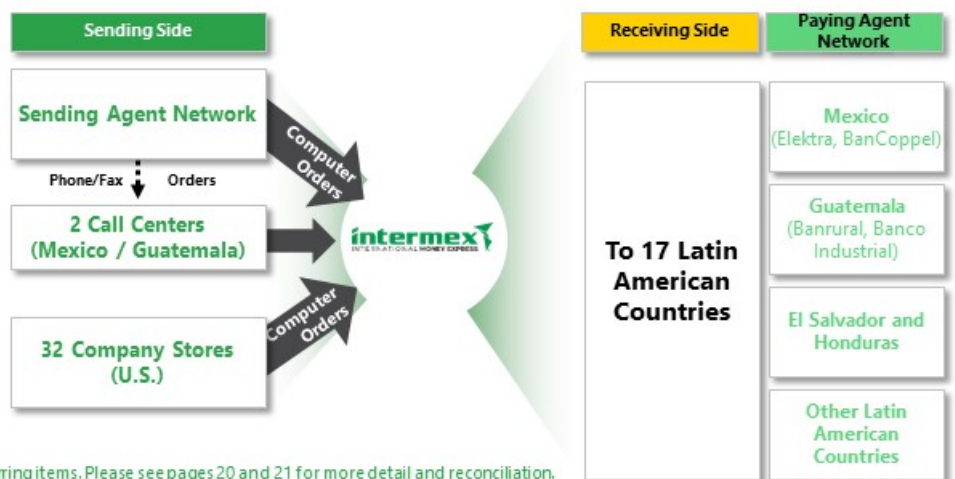 Sending Side
Sending Agent Network
Phone/Fax Orders
2 Call Centers
(Mexico / Guatemala)
32 Company Stores
(U.S.)
Computer
Orders
Computer
Orders
intermex
INTERNATIONAL MONEY EXPRESS
Receiving Side
To 17 Latin
American
Countries
Paying Agent
Network
Mexico
(Elektra, BanCoppel)
Guatemala
(Banrural, Banco
Industrial)
El Salvador and
Honduras
Other Latin
American
Countries
items. Please see pages 20 and 21 for more detail and reconciliation.